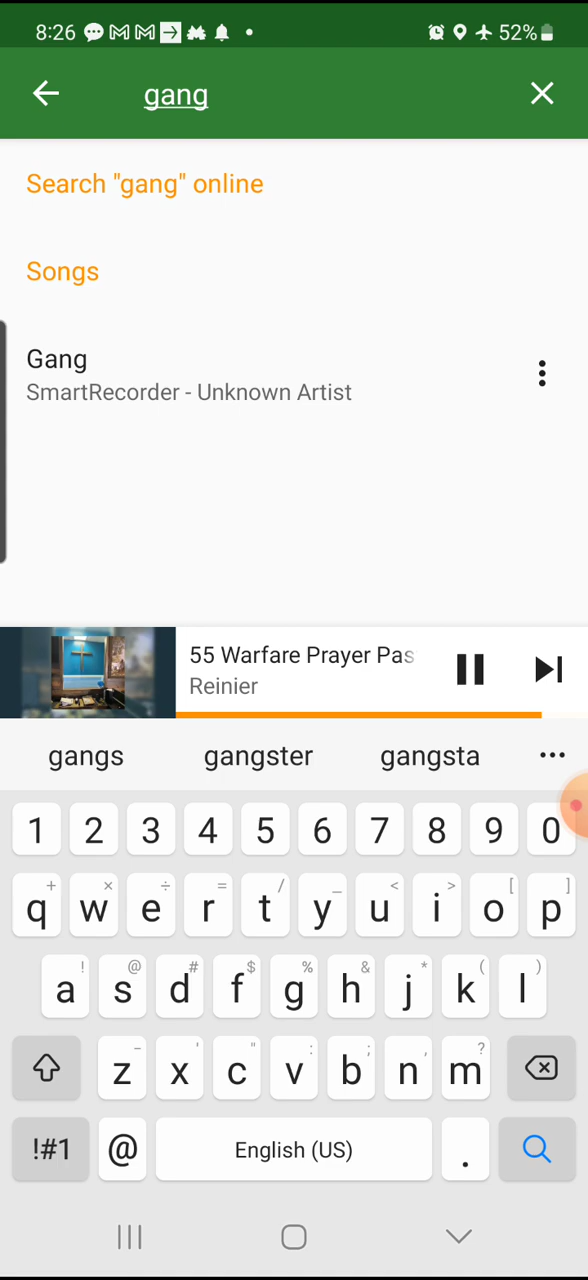 8:26 52%
gang
Search "gang" online
Songs
Gang
SmartRecorder - Unknown Artist
55 Warfare Prayer Pas
Reinier
gangs gangster gangsta
1 2 3 4 5 6 7 8 9 0
+ × ÷ = / _ < > [ ]
q w e r t y u i o p
! @ # $ % & * ( )
a s d f g h j k l
- ' " : ; , ?
z x c v b n m
!#1 @ English (US) .